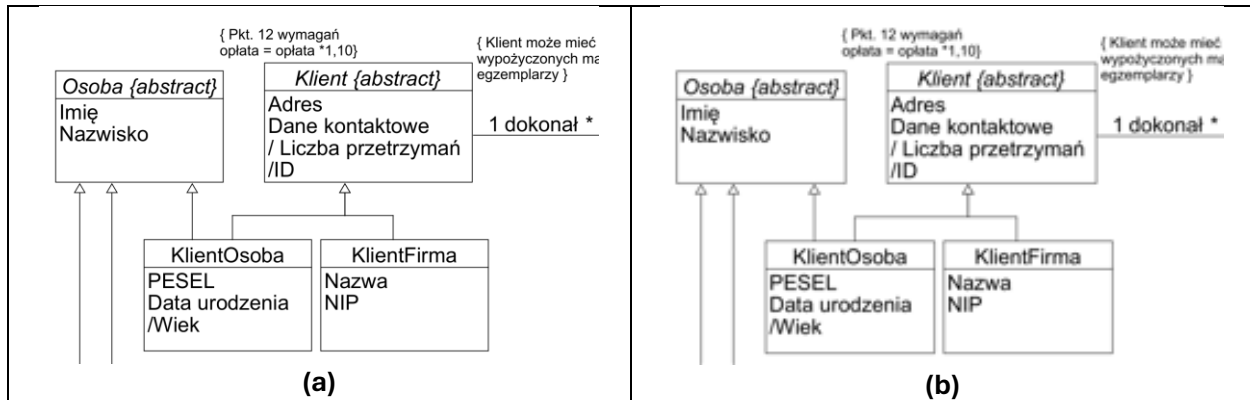 { Pkt. 12 wymagań
opłata = opłata *1,10}
{ Klient może mieć
wypożyczonych ma
egzemplarzy }
Osoba {abstract}
Imię
Nazwisko
Klient {abstract}
Adres
Dane kontaktowe
/ Liczba przetrzymań
/ID
1 dokonał *
KlientOsoba
PESEL
Data urodzenia
/Wiek
KlientFirma
Nazwa
NIP
(a)
{ Pkt. 12 wymagań
opłata = opłata *1,10}
{ Klient może mieć
wypożyczonych ma
egzemplarzy }
Osoba {abstract}
Imię
Nazwisko
Klient {abstract}
Adres
Dane kontaktowe
/ Liczba przetrzymań
/ID
1 dokonał *
KlientOsoba
PESEL
Data urodzenia
/Wiek
KlientFirma
Nazwa
NIP
(b)